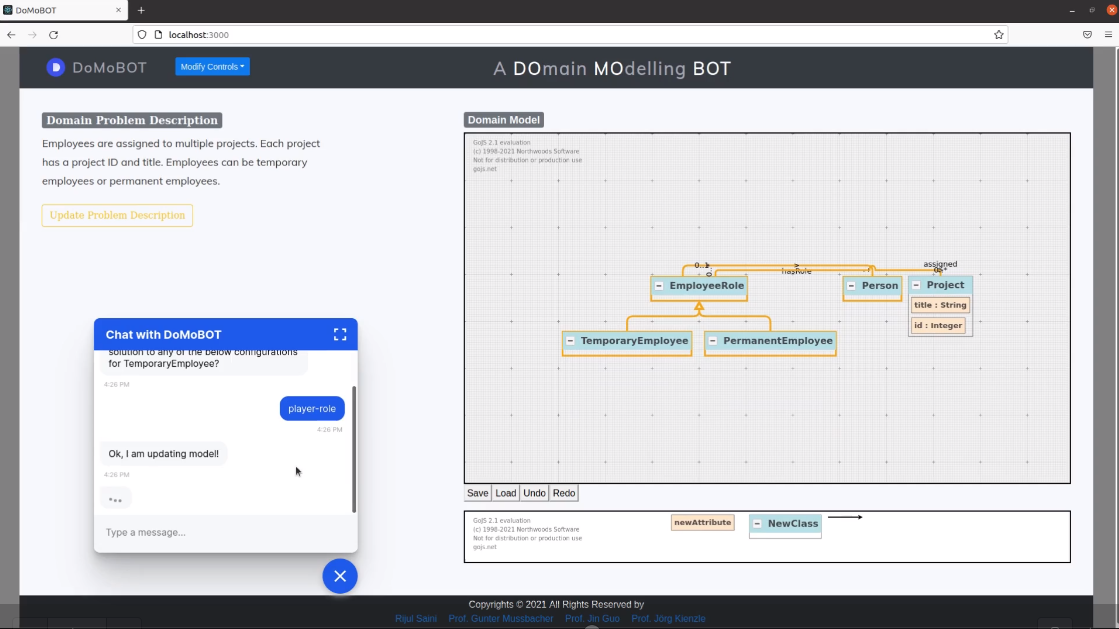 DoMoBOT
localhost:3000
D DoMoBOT
Modify Controls
A DOmain MOdelling BOT
Domain Problem Description
Employees are assigned to multiple projects. Each project
has a project ID and title. Employees can be temporary
employees or permanent employees.
Update Problem Description
Chat with DoMoBOT
solution to any of the below configurations
for TemporaryEmployee?
4:26 PM
player-role
4:26 PM
Ok, I am updating model!
4:26 PM
Type a message...
Domain Model
GoJS 2.1 evaluation
(c) 1998-2021 Northwoods Software
Not for distribution or production use
gojs.net
assigned
hasRole
EmployeeRole
Person
Project
title : String
id : Integer
TemporaryEmployee
PermanentEmployee
Save Load Undo Redo
GoJS 2.1 evaluation
(c) 1998-2021 Northwoods Software
Not for distribution or production use
gojs.net
newAttribute
NewClass
Copyrights © 2021 All Rights Reserved by
Rijul Saini Prof. Gunter Mussbacher Prof. Jin Guo Prof. Jörg Kienzle